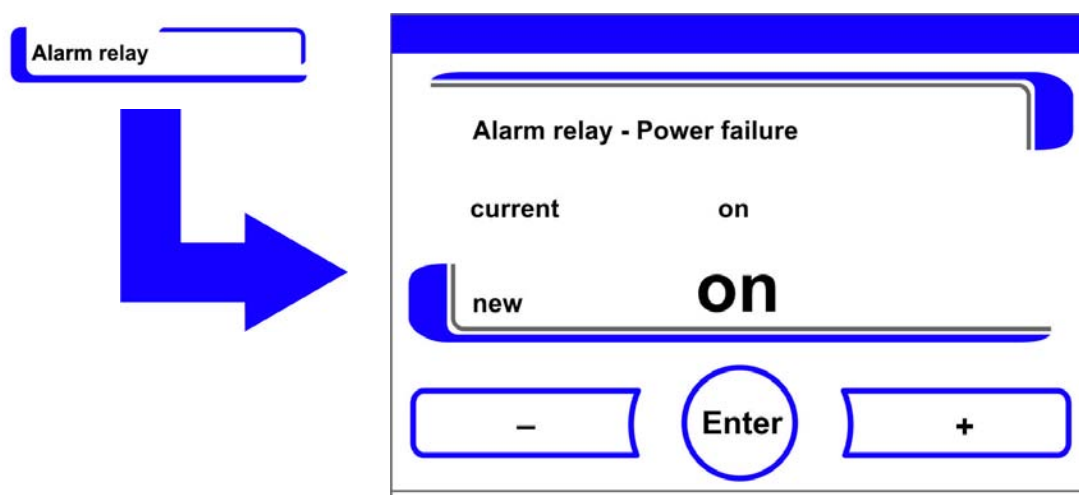 Alarm relay
Alarm relay - Power failure
current on
new on
– Enter +